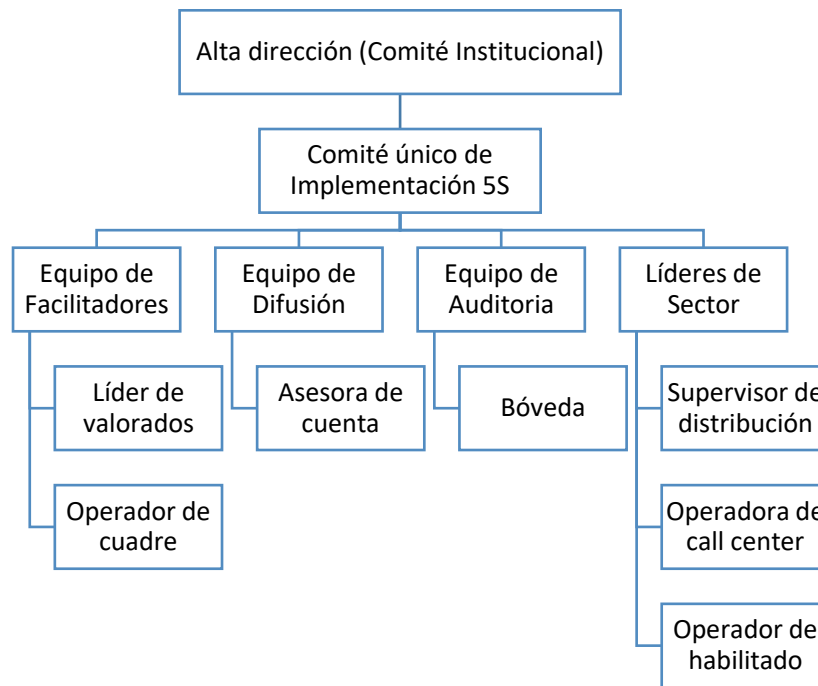 Alta dirección (Comité Institucional)
Comité único de
Implementación 5S
Equipo de
Facilitadores
Equipo de
Difusión
Equipo de
Auditoria
Líderes de
Sector
Líder de
valorados
Asesora de
cuenta
Bóveda
Supervisor de
distribución
Operador de
cuadre
Operadora de
call center
Operador de
habilitado